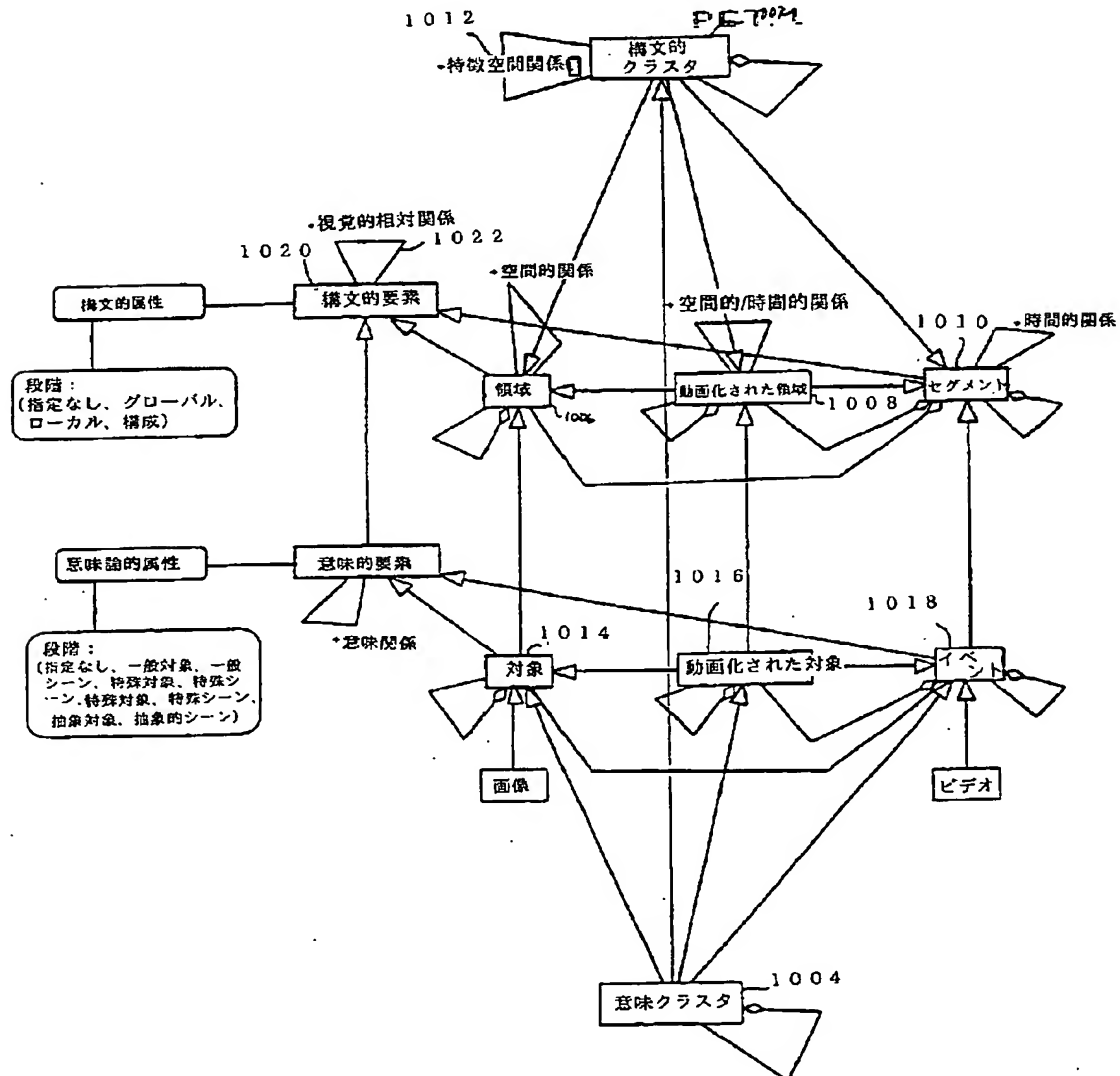 1012
構文的
クラスタ
・特徴空間関係
・視覚的相対関係
1020
1022
・空間的関係
構文的属性
構文的要素
・空間的/時間的関係
1010
・時間的関係
段階：
(指定なし、グローバル、
ローカル、構成)
領域
1006
動画化された領域
1008
セグメント
意味論的属性
意味的要素
1016
1018
・意味関係
1014
段階：
(指定なし、一般対象、一般
シーン、特殊対象、特殊シ
ーン、特殊対象、特殊シーン、
抽象対象、抽象的シーン)
対象
動画化された対象
イベ
ント
画像
ビデオ
1004
意味クラスタ